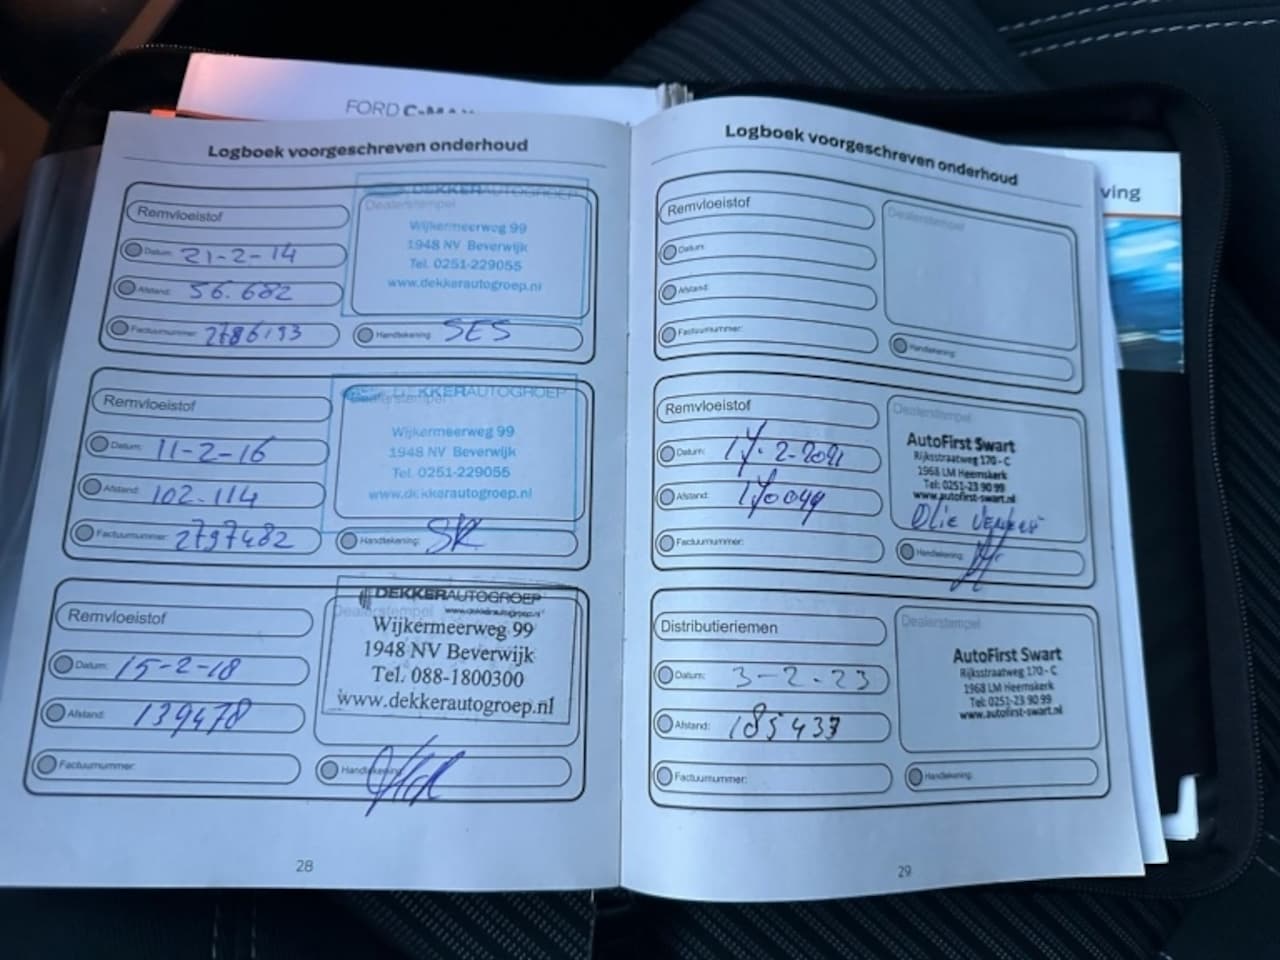 FORD C-MAX
ving
Logboek voorgeschreven onderhoud
Remvloeistof
Datum: 21-2-14
Afstand: 56.682
Factuurnummer: 2786193
DEKKERAUTOGROEP
Dealerstempel
Wijkermeerweg 99
1948 NV Beverwijk
Tel. 0251-229055
www.dekkerautogroep.nl
Handtekening: SES
Remvloeistof
Datum: 11-2-16
Afstand: 102.114
Factuurnummer: 2797482
DEKKERAUTOGROEP
Dealerstempel
Wijkermeerweg 99
1948 NV Beverwijk
Tel. 0251-229055
www.dekkerautogroep.nl
Handtekening: SK
Remvloeistof
Datum: 15-2-18
Afstand: 139478
Factuurnummer:
DEKKERAUTOGROEP
Dealerstempel www.dekkerautogroep.nl
Wijkermeerweg 99
1948 NV Beverwijk
Tel. 088-1800300
www.dekkerautogroep.nl
Handtekening:
28
Logboek voorgeschreven onderhoud
Remvloeistof
Datum:
Afstand:
Factuurnummer:
Dealerstempel
Handtekening:
Remvloeistof
Datum: 17-2-2021
Afstand: 170049
Factuurnummer:
Dealerstempel
AutoFirst Swart
Rijksstraatweg 170 - C
1968 LM Heemskerk
Tel: 0251-23 90 99
www.autofirst-swart.nl
Olie
Handtekening:
Distributieriemen
Datum: 3-2-23
Afstand: 185437
Factuurnummer:
Dealerstempel
AutoFirst Swart
Rijksstraatweg 170 - C
1968 LM Heemskerk
Tel: 0251-23 90 99
www.autofirst-swart.nl
Handtekening:
29